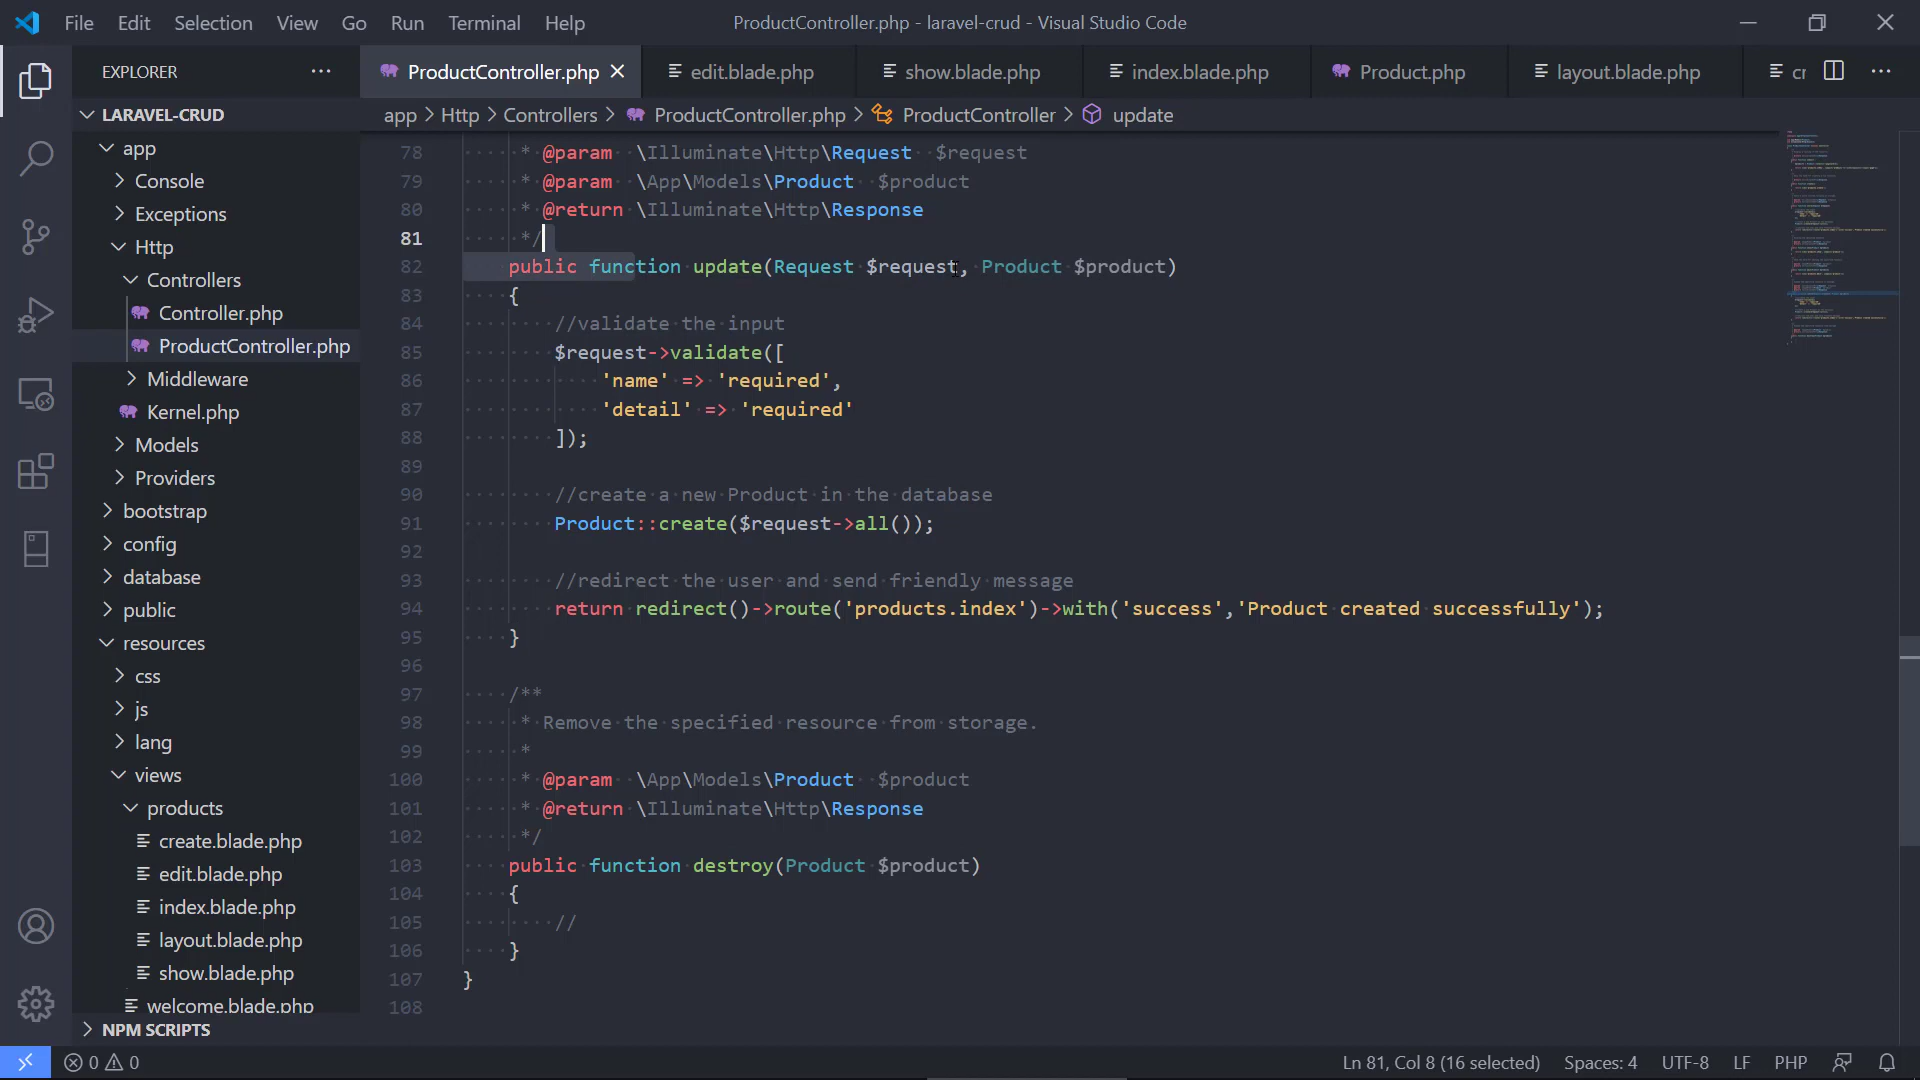 File Edit Selection View Go Run Terminal Help
ProductController.php - laravel-crud - Visual Studio Code
EXPLORER
ProductController.php
edit.blade.php
show.blade.php
index.blade.php
Product.php
layout.blade.php
cr
LARAVEL-CRUD
app > Http > Controllers > ProductController.php > ProductController > update
app
Console
Exceptions
Http
Controllers
Controller.php
ProductController.php
Middleware
Kernel.php
Models
Providers
bootstrap
config
database
public
resources
css
js
lang
views
products
create.blade.php
edit.blade.php
index.blade.php
layout.blade.php
show.blade.php
welcome.blade.php
NPM SCRIPTS
78 * @param  \Illuminate\Http\Request  $request
79 * @param  \App\Models\Product  $product
80 * @return \Illuminate\Http\Response
81 */
82 public function update(Request $request, Product $product)
83 {
84 //validate the input
85 $request->validate([
86 'name' => 'required',
87 'detail' => 'required'
88 ]);
89
90 //create a new Product in the database
91 Product::create($request->all());
92
93 //redirect the user and send friendly message
94 return redirect()->route('products.index')->with('success','Product created successfully');
95 }
96
97 /**
98 * Remove the specified resource from storage.
99 *
100 * @param  \App\Models\Product  $product
101 * @return \Illuminate\Http\Response
102 */
103 public function destroy(Product $product)
104 {
105 //
106 }
107 }
108
0 0
Ln 81, Col 8 (16 selected) Spaces: 4 UTF-8 LF PHP